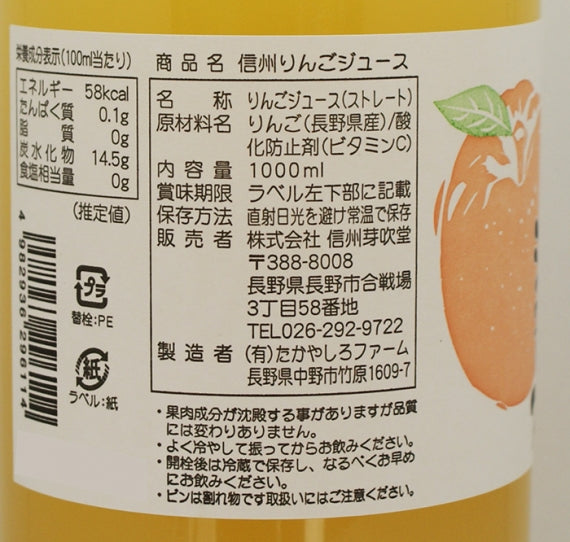 栄養成分表示(100ml当たり)
エネルギー 58kcal
たんぱく質 0.1g
脂質 0g
炭水化物 14.5g
食塩相当量 0g
(推定値)
プラ
替栓:PE
紙
ラベル:紙
4 982936 296114
商品名 信州りんごジュース
名称 りんごジュース(ストレート)
原材料名 りんご(長野県産)/酸
化防止剤(ビタミンC)
内容量 1000ml
賞味期限 ラベル左下部に記載
保存方法 直射日光を避け常温で保存
販売者 株式会社 信州芽吹堂
〒388-8008
長野県長野市合戦場
3丁目58番地
TEL026-292-9722
製造者 (有)たかやしろファーム
長野県中野市竹原1609-7
・果肉成分が沈殿する事がありますが品質
には変わりありません。
・よく冷やして振ってからお飲みください。
・開栓後は冷蔵で保存し、なるべくお早め
にお飲みください。
・ビンは割れ物です取扱いにはご注意ください。